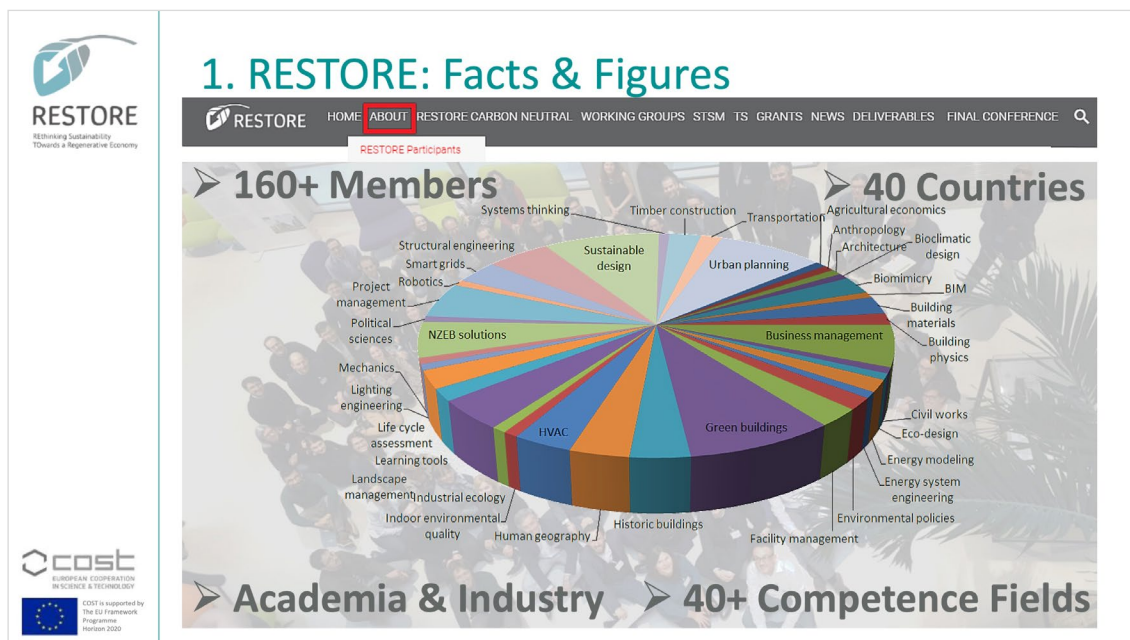 1. RESTORE: Facts & Figures
RESTORE
REthinking Sustainability
TOwards a Regenerative Economy
RESTORE HOME ABOUT RESTORE CARBON NEUTRAL WORKING GROUPS STSM TS GRANTS NEWS DELIVERABLES FINAL CONFERENCE
RESTORE Participants
➢ 160+ Members
➢ 40 Countries
Systems thinking
Timber construction
Transportation
Agricultural economics
Anthropology
Architecture
Bioclimatic
design
Biomimicry
BIM
Building
materials
Building
physics
Business management
Civil works
Eco-design
Energy modeling
Energy system
engineering
Environmental policies
Facility management
Green buildings
Historic buildings
Human geography
HVAC
Indoor environmental
quality
Industrial ecology
Landscape
management
Learning tools
Life cycle
assessment
Lighting
engineering
Mechanics
NZEB solutions
Political
sciences
Project
management
Robotics
Smart grids
Structural engineering
Sustainable
design
Urban planning
➢ Academia & Industry
➢ 40+ Competence Fields
cost
EUROPEAN COOPERATION
IN SCIENCE & TECHNOLOGY
COST is supported by
The EU Framework
Programme
Horizon 2020